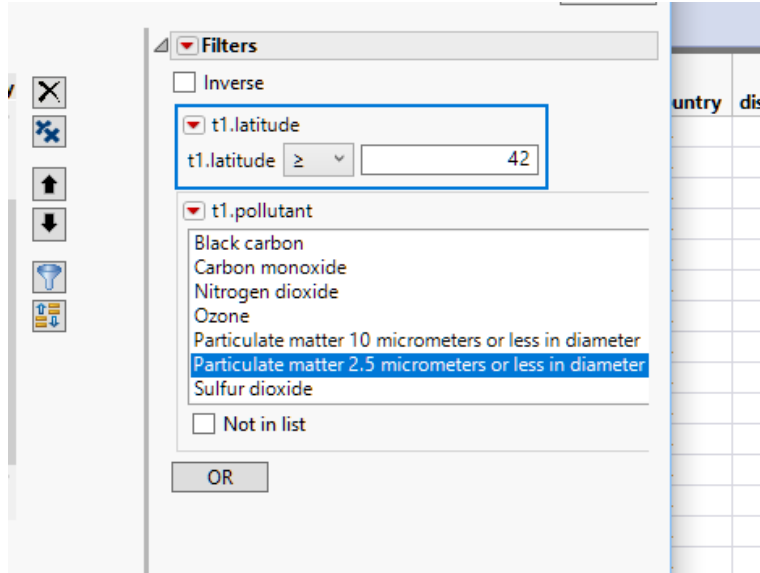 Filters
Inverse
t1.latitude
t1.latitude ≥ 42
t1.pollutant
Black carbon
Carbon monoxide
Nitrogen dioxide
Ozone
Particulate matter 10 micrometers or less in diameter
Particulate matter 2.5 micrometers or less in diameter
Sulfur dioxide
Not in list
OR
untry dis